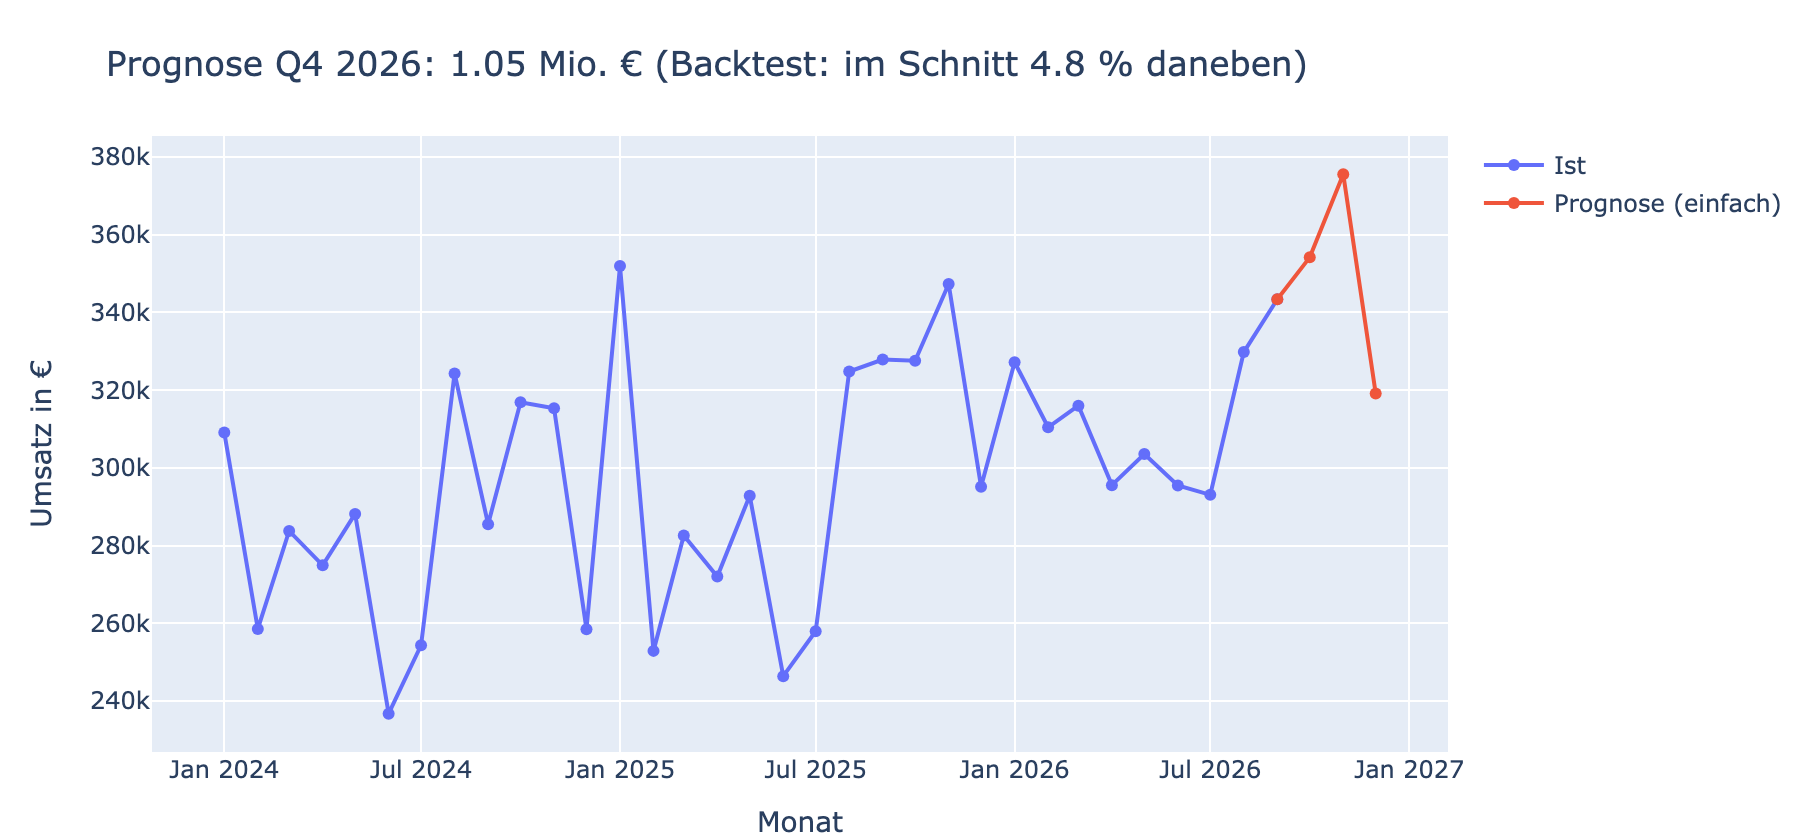 Prognose Q4 2026: 1.05 Mio. € (Backtest: im Schnitt 4.8 % daneben)
380k
360k
340k
320k
300k
280k
260k
240k
Umsatz in €
Jan 2024
Jul 2024
Jan 2025
Jul 2025
Jan 2026
Jul 2026
Jan 2027
Monat
Ist
Prognose (einfach)